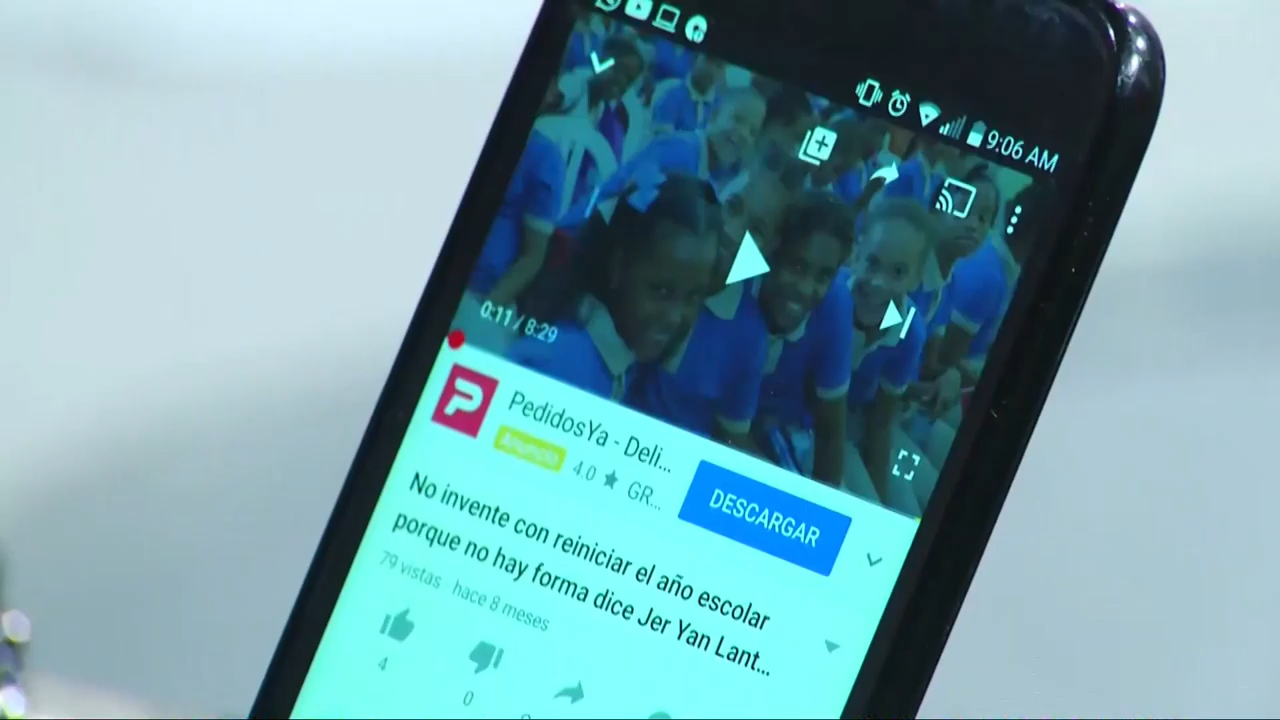 9:06 AM
0:11 / 8:29
PedidosYa - Deli...
Anuncio 4.0 ★ GR...
DESCARGAR
No invente con reiniciar el año escolar
porque no hay forma dice Jer Yan Lant...
79 vistas hace 8 meses
4
0